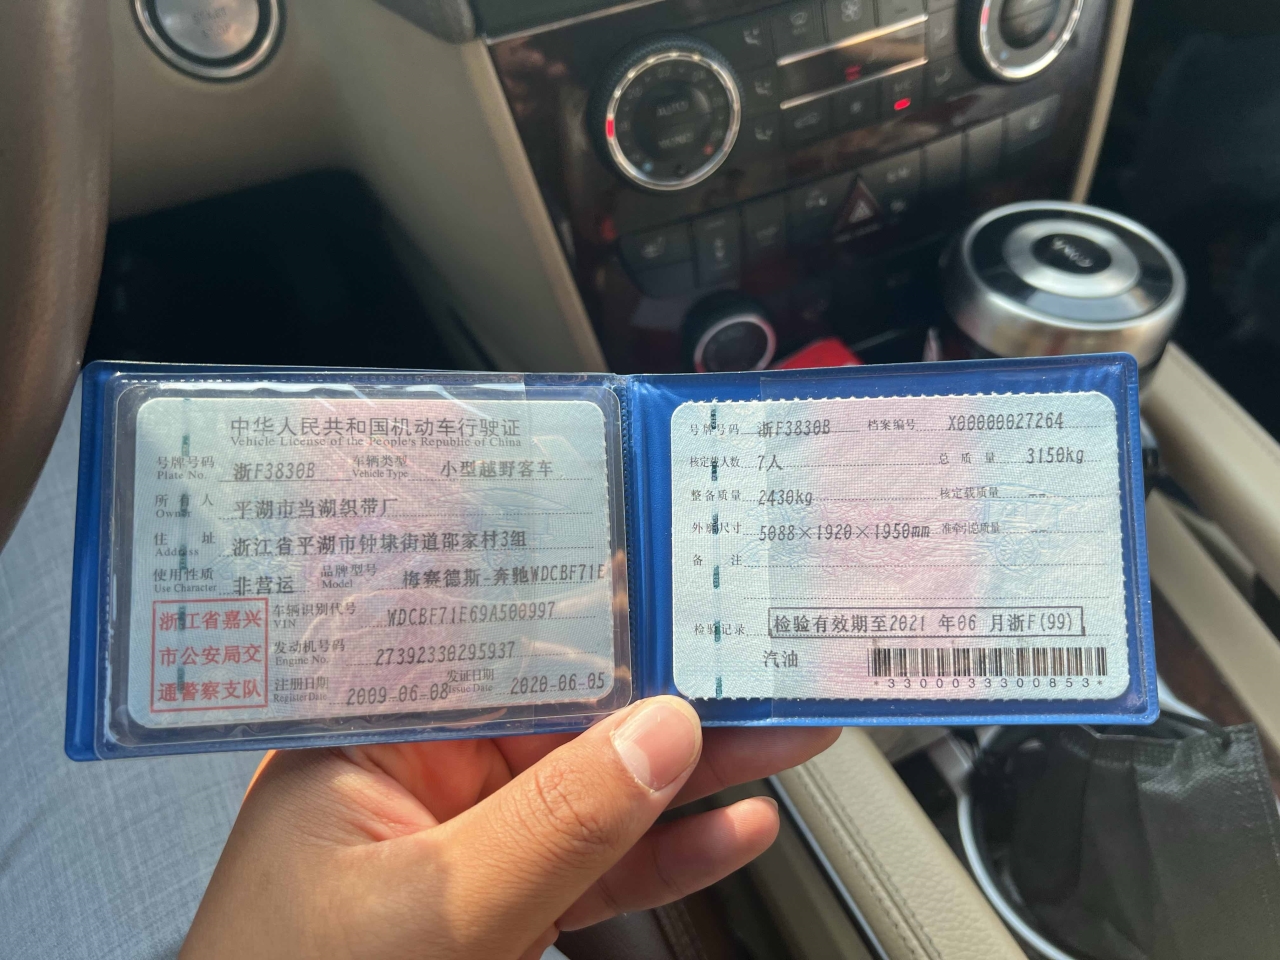 AUTO
中华人民共和国机动车行驶证
Vehicle License of the People's Republic of China
号牌号码 浙F3830B 车辆类型 小型越野客车
Plate No. Vehicle Type
所有人 平湖市当湖织带厂
Owner
住址 浙江省平湖市钟埭街道邵家村3组
Address
使用性质 非营运 品牌型号 梅赛德斯-奔驰WDCBF71E
Use Character Model
浙江省嘉兴
市公安局交
通警察支队
车辆识别代号 WDCBF71E69A500997
VIN
发动机号码 27392330295937
Engine No.
注册日期 2009-06-08 发证日期 2020-06-05
Register Date Issue Date
号牌号码 浙F3830B 档案编号 X00000027264
核定载人数 7人 总质量 3150kg
整备质量 2430kg 核定载质量 --
外廓尺寸 5088×1920×1950mm 准牵引总质量 --
备注
检验记录 检验有效期至2021 年06 月浙F(99)
汽油
*3300033300853*